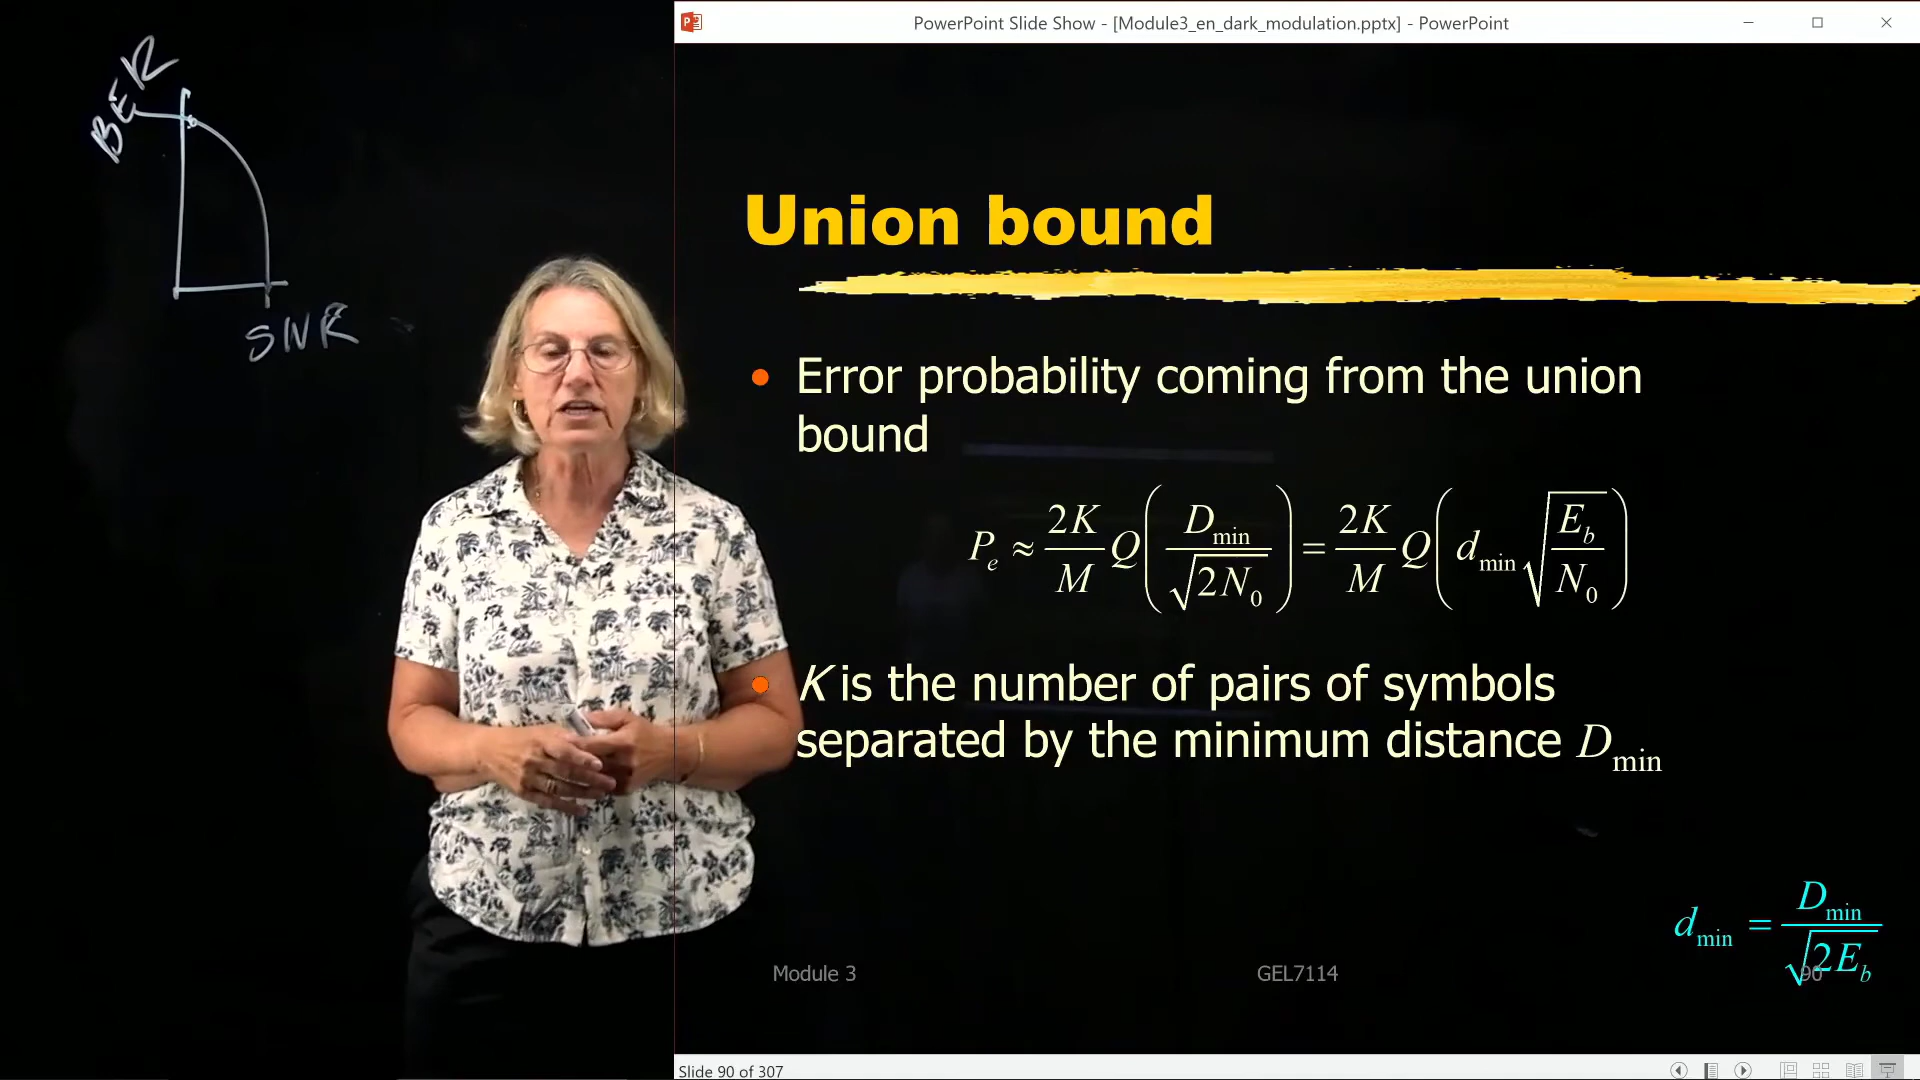 PowerPoint Slide Show - [Module3_en_dark_modulation.pptx] - PowerPoint
BER
SNR
Union bound
Error probability coming from the union
bound
P_e ≈ 2K/M Q(D_min/√(2N_0)) = 2K/M Q(d_min √(E_b/N_0))
K is the number of pairs of symbols
separated by the minimum distance D_min
d_min = D_min/√(2E_b)
Module 3
GEL7114
90
Slide 90 of 307